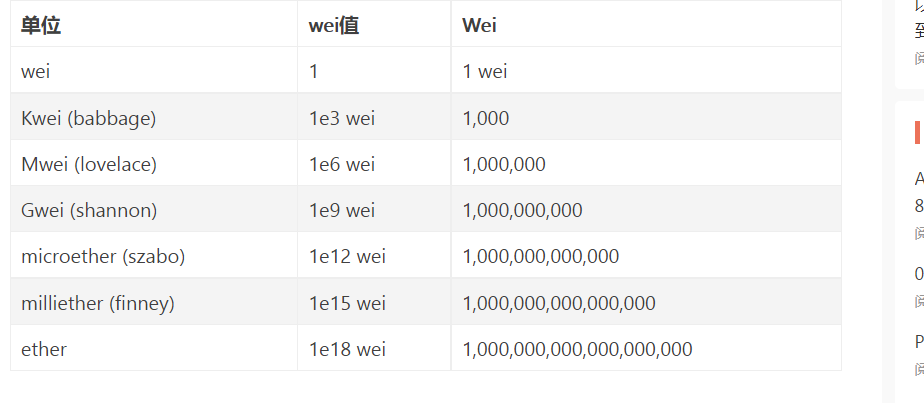 单位 wei值 Wei
wei 1 1 wei
Kwei (babbage) 1e3 wei 1,000
Mwei (lovelace) 1e6 wei 1,000,000
Gwei (shannon) 1e9 wei 1,000,000,000
microether (szabo) 1e12 wei 1,000,000,000,000
milliether (finney) 1e15 wei 1,000,000,000,000,000
ether 1e18 wei 1,000,000,000,000,000,000
到
阅
A
8
阅
0
阅
P
阅